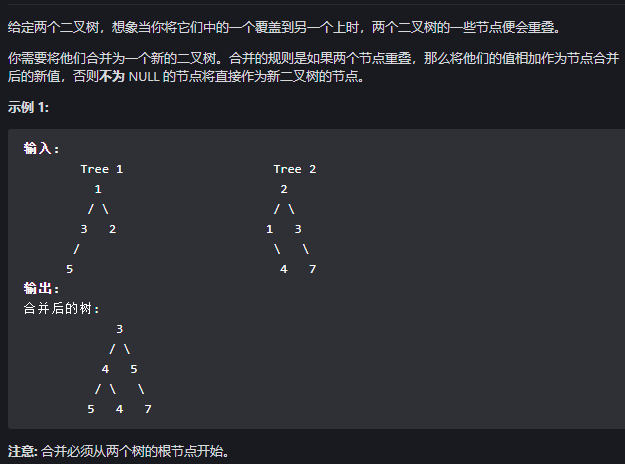 给定两个二叉树，想象当你将它们中的一个覆盖到另一个上时，两个二叉树的一些节点便会重叠。
你需要将他们合并为一个新的二叉树。合并的规则是如果两个节点重叠，那么将他们的值相加作为节点合并
后的新值，否则不为 NULL 的节点将直接作为新二叉树的节点。
示例 1:
输入:
Tree 1                     Tree 2
1                         2
/ \                       / \
3   2                     1   3
/                           \   \
5                             4   7
输出:
合并后的树:
3
/ \
4   5
/ \   \
5   4   7
注意: 合并必须从两个树的根节点开始。